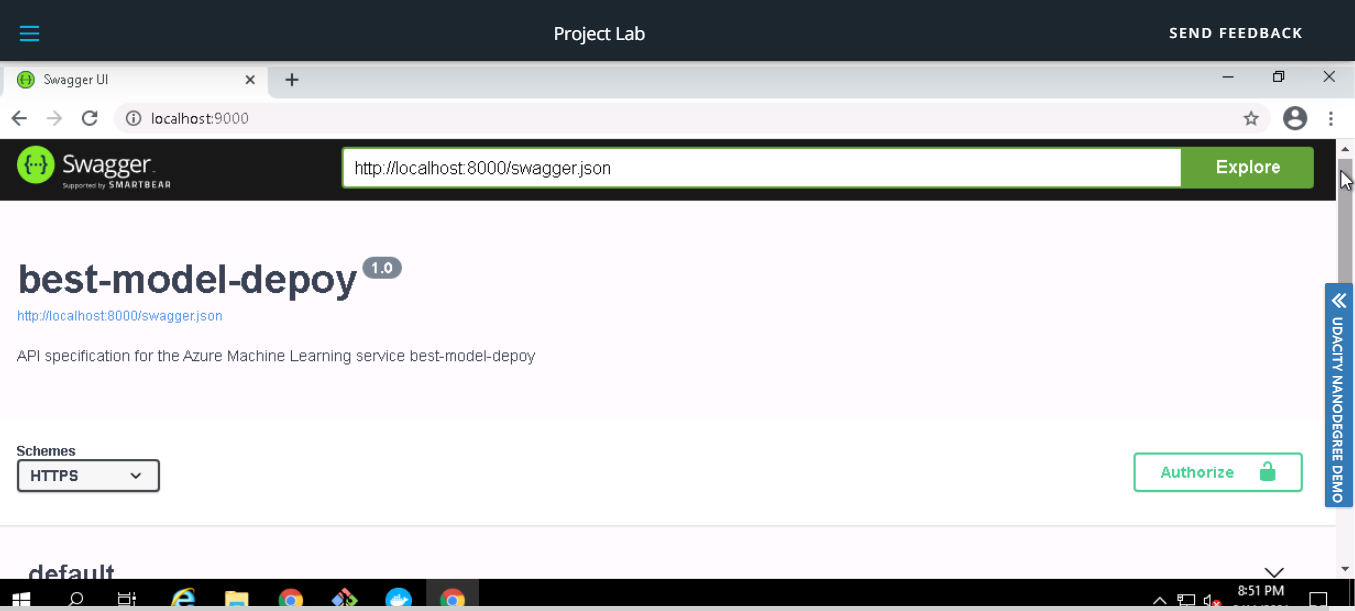 Project Lab
SEND FEEDBACK
Swagger UI
localhost:9000
Swagger
Supported by SMARTBEAR
http://localhost:8000/swagger.json
Explore
best-model-depoy 1.0
http://localhost:8000/swagger.json
API specification for the Azure Machine Learning service best-model-depoy
Schemes
HTTPS
Authorize
UDACITY NANODEGREE DEMO
default
8:51 PM